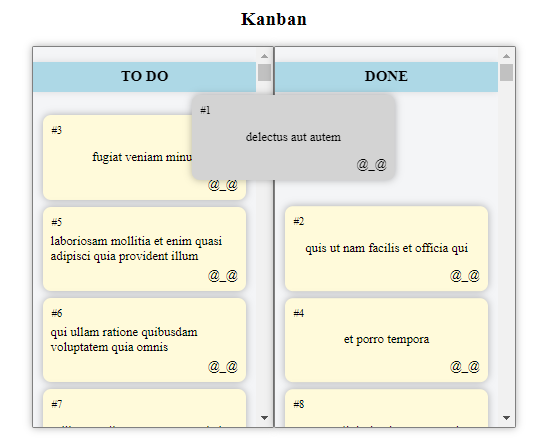 Kanban
TO DO
DONE
#1
delectus aut autem
@_@
#3
fugiat veniam minu
@_@
#5
laboriosam mollitia et enim quasi
adipisci quia provident illum
@_@
#6
qui ullam ratione quibusdam
voluptatem quia omnis
@_@
#7
#2
quis ut nam facilis et officia qui
@_@
#4
et porro tempora
@_@
#8